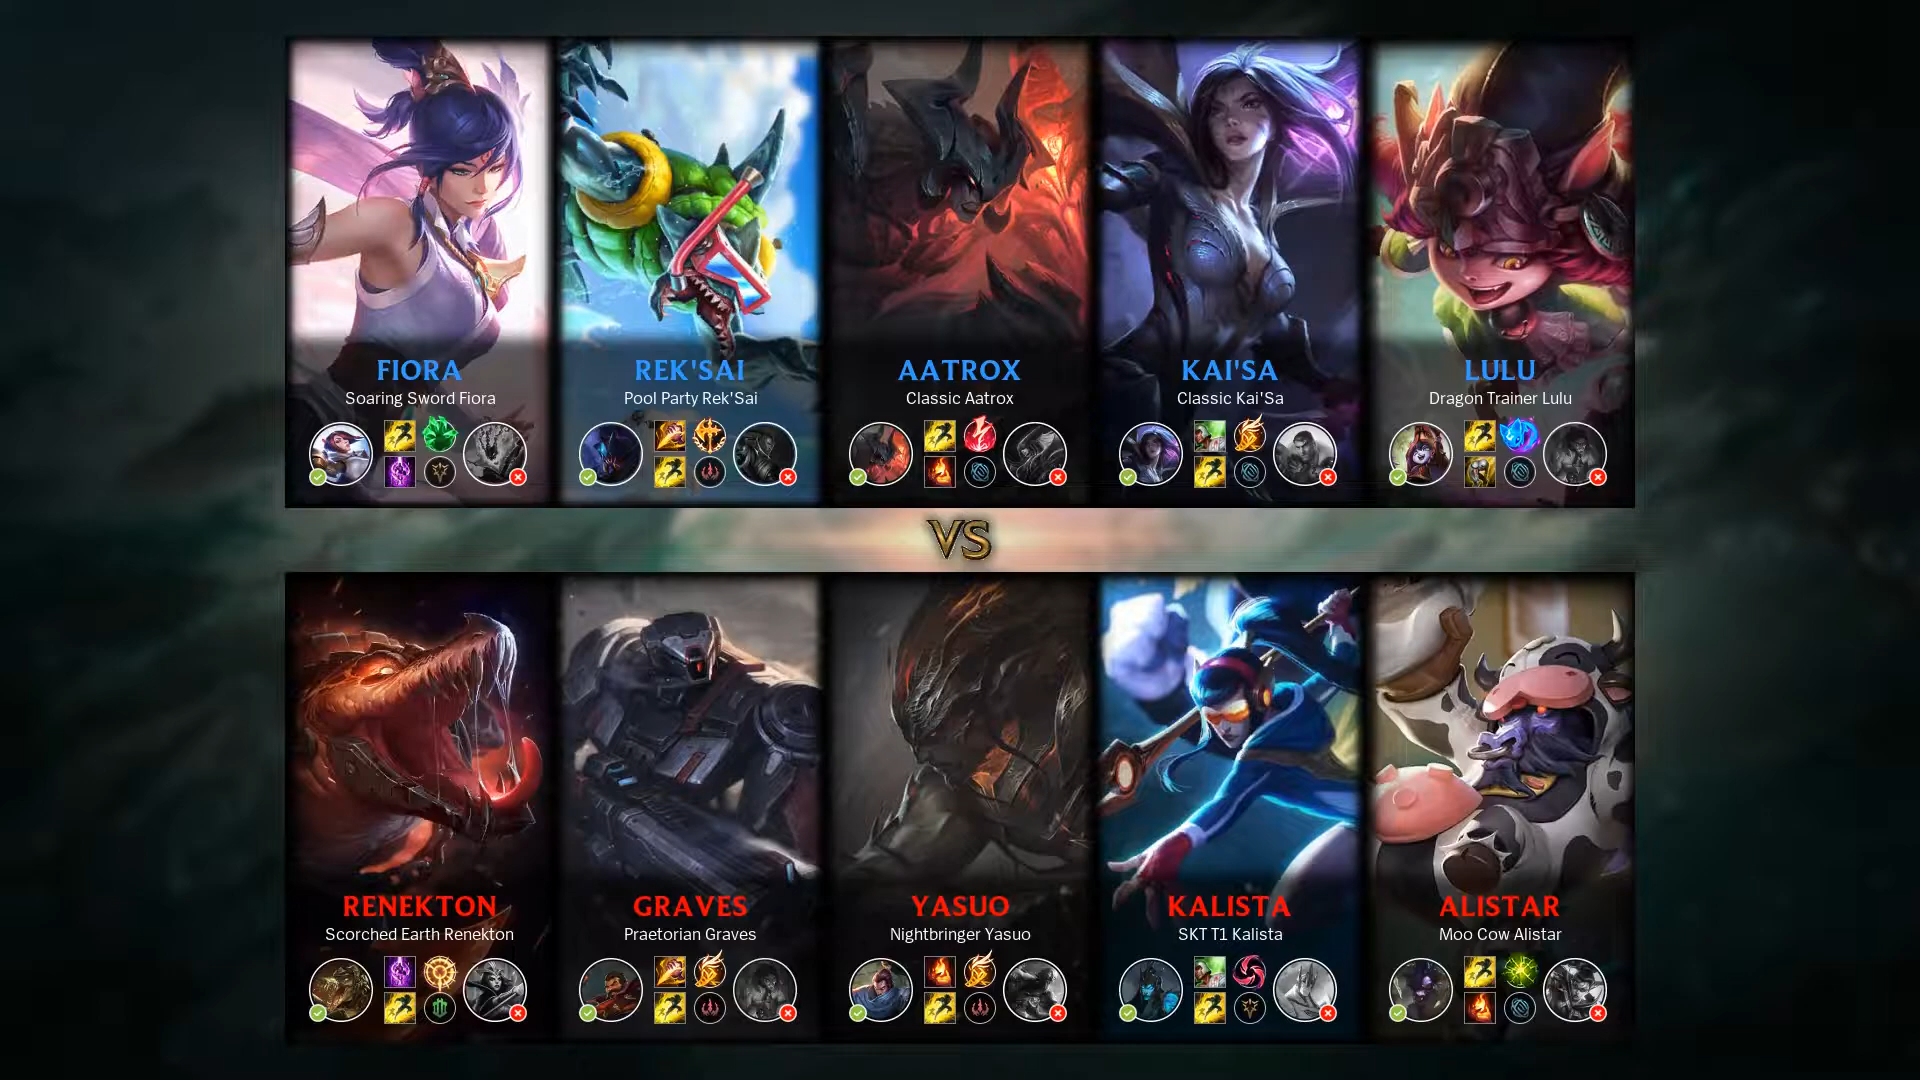 FIORA
Soaring Sword Fiora
REK'SAI
Pool Party Rek'Sai
AATROX
Classic Aatrox
KAI'SA
Classic Kai'Sa
LULU
Dragon Trainer Lulu
VS
RENEKTON
Scorched Earth Renekton
GRAVES
Praetorian Graves
YASUO
Nightbringer Yasuo
KALISTA
SKT T1 Kalista
ALISTAR
Moo Cow Alistar